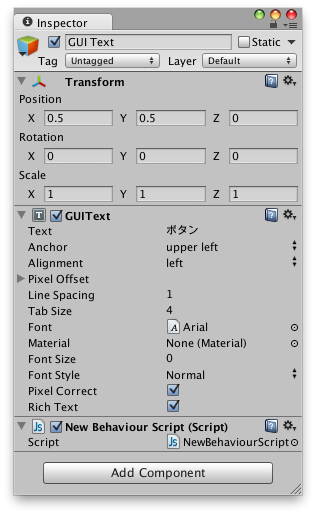 Inspector
GUI Text Static
Tag Untagged Layer Default
Transform
Position
X 0.5 Y 0.5 Z 0
Rotation
X 0 Y 0 Z 0
Scale
X 1 Y 1 Z 1
GUIText
Text ボタン
Anchor upper left
Alignment left
Pixel Offset
Line Spacing 1
Tab Size 4
Font Arial
Material None (Material)
Font Size 0
Font Style Normal
Pixel Correct
Rich Text
New Behaviour Script (Script)
Script NewBehaviourScript
Add Component